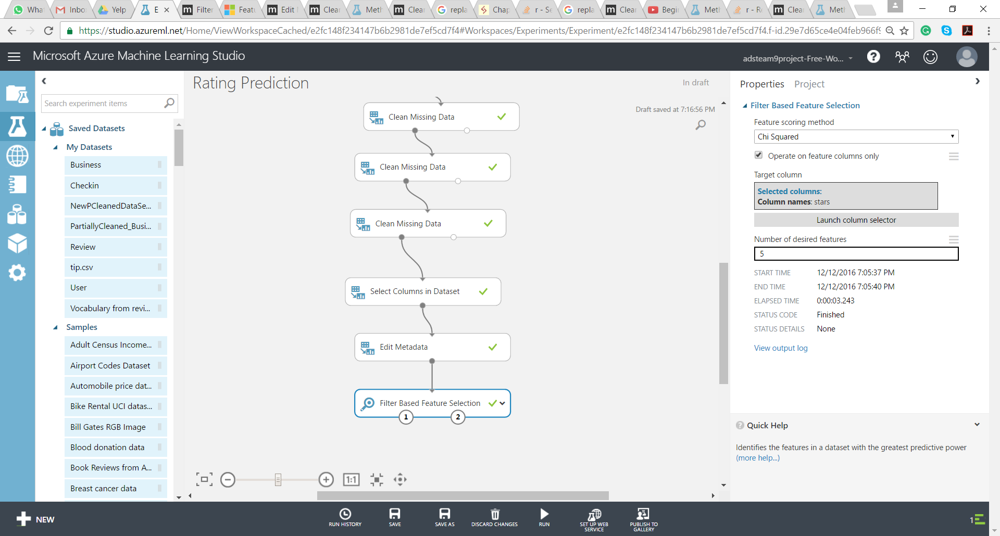 What
Inbo
Yelp
E
Filter
Featu
Edit
Clean
Meth
Clea
repla
Chap
r - Se
repla
Clear
Begi
Meth
r - Re
Clea
Meth
https://studio.azureml.net/Home/ViewWorkspaceCached/e2fc148f234147b6b2981de7ef5cd7f4#Workspaces/Experiments/Experiment/e2fc148f234147b6b2981de7ef5cd7f4.f-id.29e7d65ce4e04feb966f9
Microsoft Azure Machine Learning Studio
adsteam9project-Free-Wo...
Search experiment items
Saved Datasets
My Datasets
Business
Checkin
NewPCleanedDataSe...
PartiallyCleaned_Busi...
Review
tip.csv
User
Vocabulary from revi...
Samples
Adult Census Income...
Airport Codes Dataset
Automobile price dat...
Bike Rental UCI datas...
Bill Gates RGB Image
Blood donation data
Book Reviews from A...
Breast cancer data
Rating Prediction
In draft
Draft saved at 7:16:56 PM
Clean Missing Data
Clean Missing Data
Clean Missing Data
Select Columns in Dataset
Edit Metadata
Filter Based Feature Selection
1
2
1:1
Properties
Project
Filter Based Feature Selection
Feature scoring method
Chi Squared
Operate on feature columns only
Target column
Selected columns:
Column names: stars
Launch column selector
Number of desired features
5
START TIME 12/12/2016 7:05:37 PM
END TIME 12/12/2016 7:05:40 PM
ELAPSED TIME 0:00:03.243
STATUS CODE Finished
STATUS DETAILS None
View output log
Quick Help
Identifies the features in a dataset with the greatest predictive power
(more help...)
NEW
RUN HISTORY
SAVE
SAVE AS
DISCARD CHANGES
RUN
SET UP WEB
SERVICE
PUBLISH TO
GALLERY
1